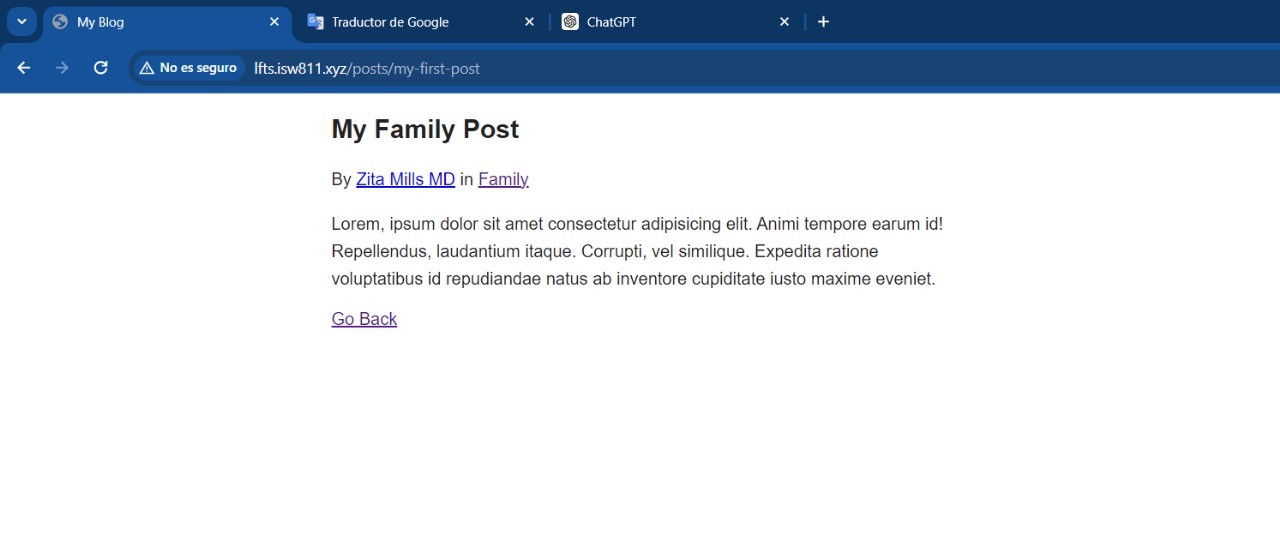 My Blog
Traductor de Google
ChatGPT
No es seguro
lfts.isw811.xyz/posts/my-first-post
My Family Post
By Zita Mills MD in Family
Lorem, ipsum dolor sit amet consectetur adipisicing elit. Animi tempore earum id!
Repellendus, laudantium itaque. Corrupti, vel similique. Expedita ratione
voluptatibus id repudiandae natus ab inventore cupiditate iusto maxime eveniet.
Go Back